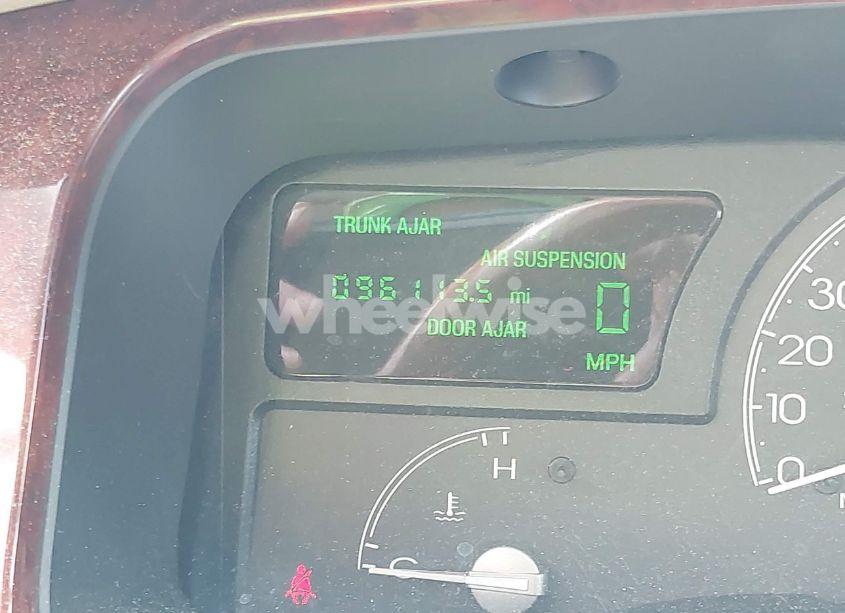 TRUNK AJAR
AIR SUSPENSION
096113.5 mi
0
DOOR AJAR
MPH
wheelwise
30
20
10
0
H
C